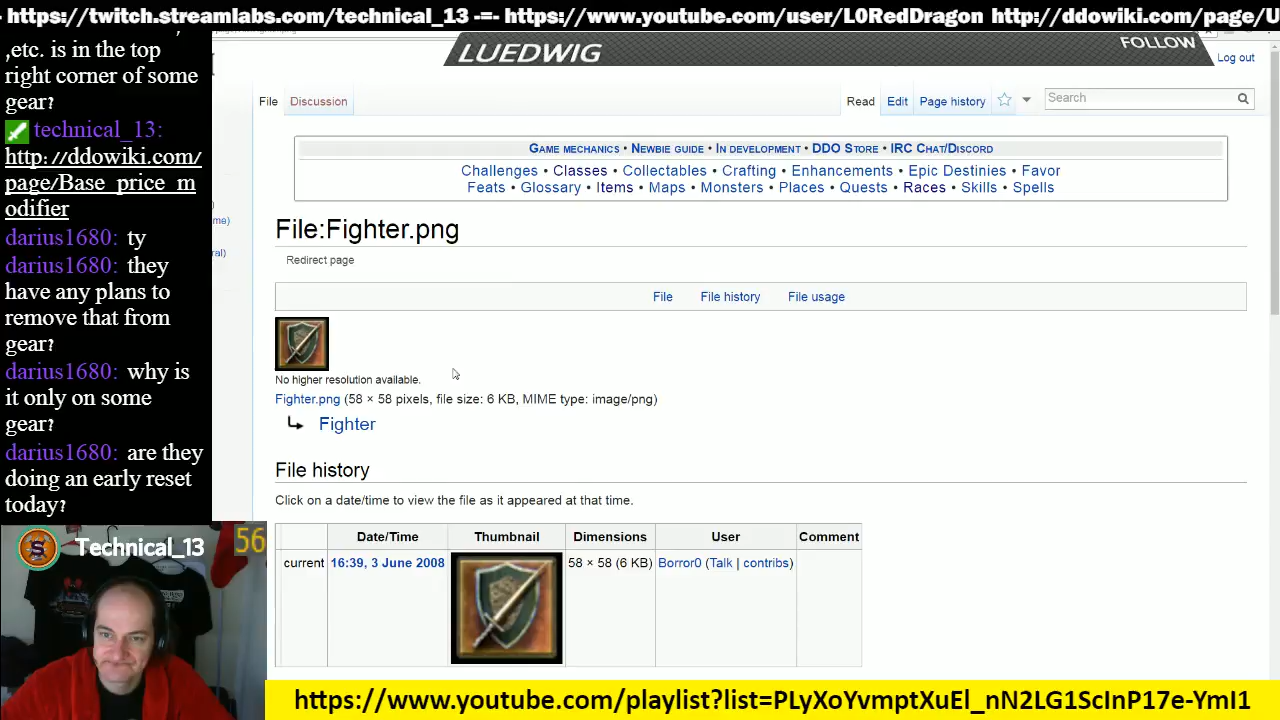 https://twitch.streamlabs.com/technical_13 -=- https://www.youtube.com/user/L0RedDragon http://ddowiki.com/page/U
,etc. is in the top
right corner of some
gear?
technical_13:
http://ddowiki.com/
page/Base_price_m
odifier
darius1680: ty
darius1680: they
have any plans to
remove that from
gear?
darius1680: why is
it only on some
gear?
darius1680: are they
doing an early reset
today?
56
Technical_13
LUEDWIG
FOLLOW
Log out
File
Discussion
Read
Edit
Page history
Search
Game mechanics • Newbie guide • In development • DDO Store • IRC Chat/Discord
Challenges • Classes • Collectables • Crafting • Enhancements • Epic Destinies • Favor
Feats • Glossary • Items • Maps • Monsters • Places • Quests • Races • Skills • Spells
File:Fighter.png
Redirect page
File
File history
File usage
No higher resolution available.
Fighter.png (58 × 58 pixels, file size: 6 KB, MIME type: image/png)
Fighter
File history
Click on a date/time to view the file as it appeared at that time.
Date/Time Thumbnail Dimensions User Comment
current 16:39, 3 June 2008 58 × 58 (6 KB) Borror0 (Talk | contribs)
https://www.youtube.com/playlist?list=PLyXoYvmptXuEl_nN2LG1ScInP17e-YmI1